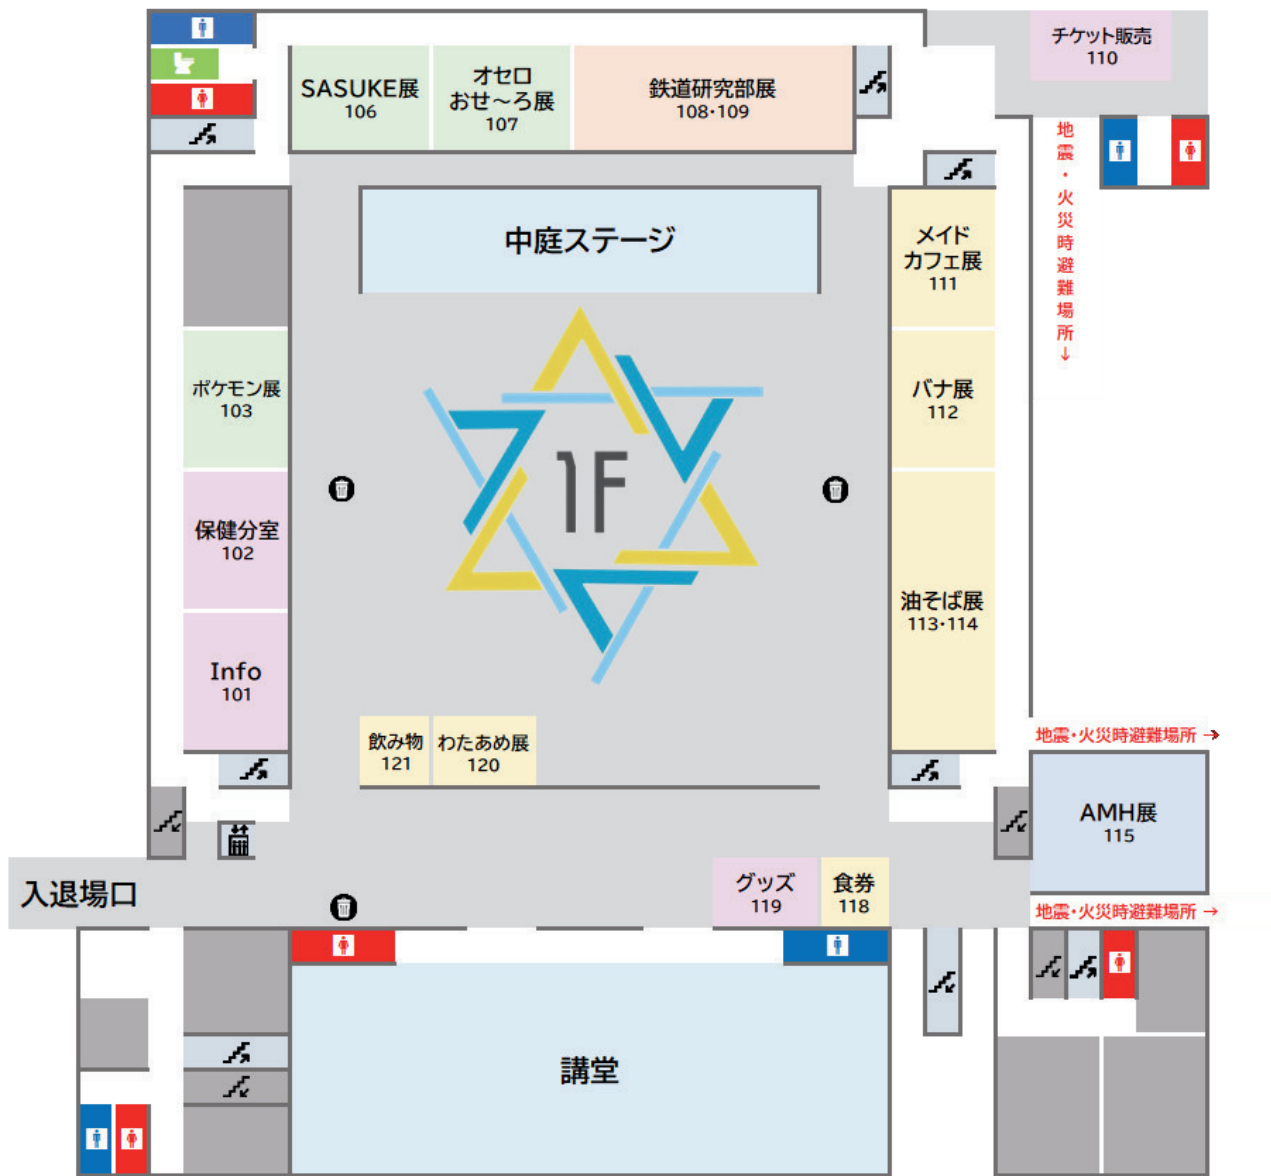 チケット販売
110
SASUKE展
106
オセロ
おせ～ろ展
107
鉄道研究部展
108・109
地震・火災時避難場所↓
中庭ステージ
メイド
カフェ展
111
ポケモン展
103
バナ展
112
1F
保健分室
102
油そば展
113・114
Info
101
飲み物
121
わたあめ展
120
地震・火災時避難場所 →
AMH展
115
入退場口
グッズ
119
食券
118
地震・火災時避難場所 →
講堂